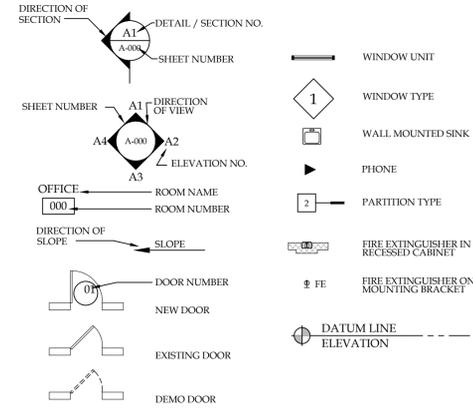 DIRECTION OF
SECTION
A1
A-000
DETAIL / SECTION NO.
SHEET NUMBER
SHEET NUMBER
A1
DIRECTION
OF VIEW
A4
A-000
A2
A3
ELEVATION NO.
OFFICE
ROOM NAME
000
ROOM NUMBER
DIRECTION OF
SLOPE
SLOPE
01
DOOR NUMBER
NEW DOOR
EXISTING DOOR
DEMO DOOR
WINDOW UNIT
1
WINDOW TYPE
WALL MOUNTED SINK
PHONE
2
PARTITION TYPE
FIRE EXTINGUISHER IN
RECESSED CABINET
FE
FIRE EXTINGUISHER ON
MOUNTING BRACKET
DATUM LINE
ELEVATION